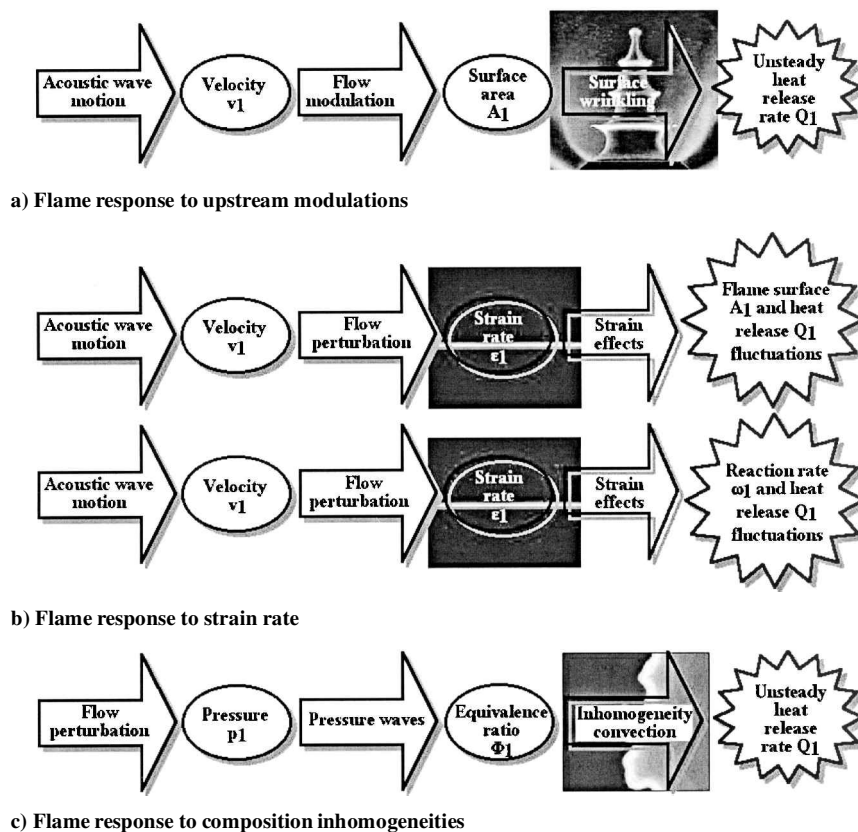 Acoustic wave
motion
Velocity
v1
Flow
modulation
Surface
area
A1
Surface
wrinkling
Unsteady
heat
release
rate Q1
a) Flame response to upstream modulations
Acoustic wave
motion
Velocity
v1
Flow
perturbation
Strain
rate
ε1
Strain
effects
Flame surface
A1 and heat
release Q1
fluctuations
Acoustic wave
motion
Velocity
v1
Flow
perturbation
Strain
rate
ε1
Strain
effects
Reaction rate
ω1 and heat
release Q1
fluctuations
b) Flame response to strain rate
Flow
perturbation
Pressure
p1
Pressure waves
Equivalence
ratio
Φ1
Inhomogeneity
convection
Unsteady
heat
release
rate Q1
c) Flame response to composition inhomogeneities